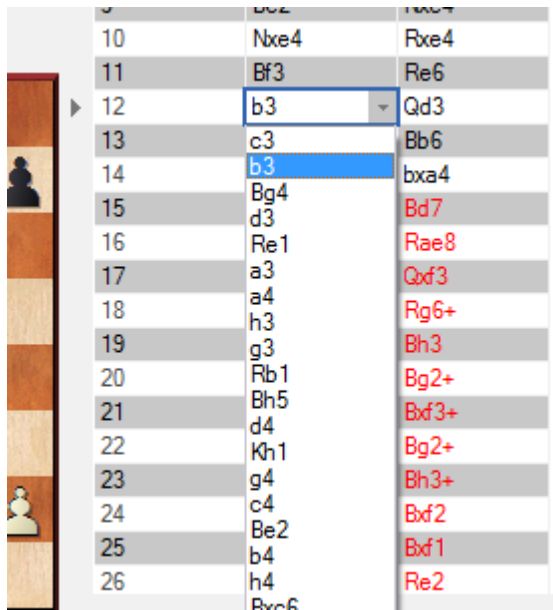 10 Nxe4 Rxe4
11 Bf3 Re6
12 b3 Qd3
13 c3 Bb6
14 b3 bxa4
Bg4
15 d3 Bd7
16 Re1 Rae8
17 a3 Qxf3
18 a4 Rg6+
h3
19 g3 Bh3
20 Rb1 Bg2+
21 Bh5 Bxf3+
d4
22 Kh1 Bg2+
23 g4 Bh3+
24 c4 Bxf2
Be2
25 b4 Bxf1
26 h4 Re2
Bxc6